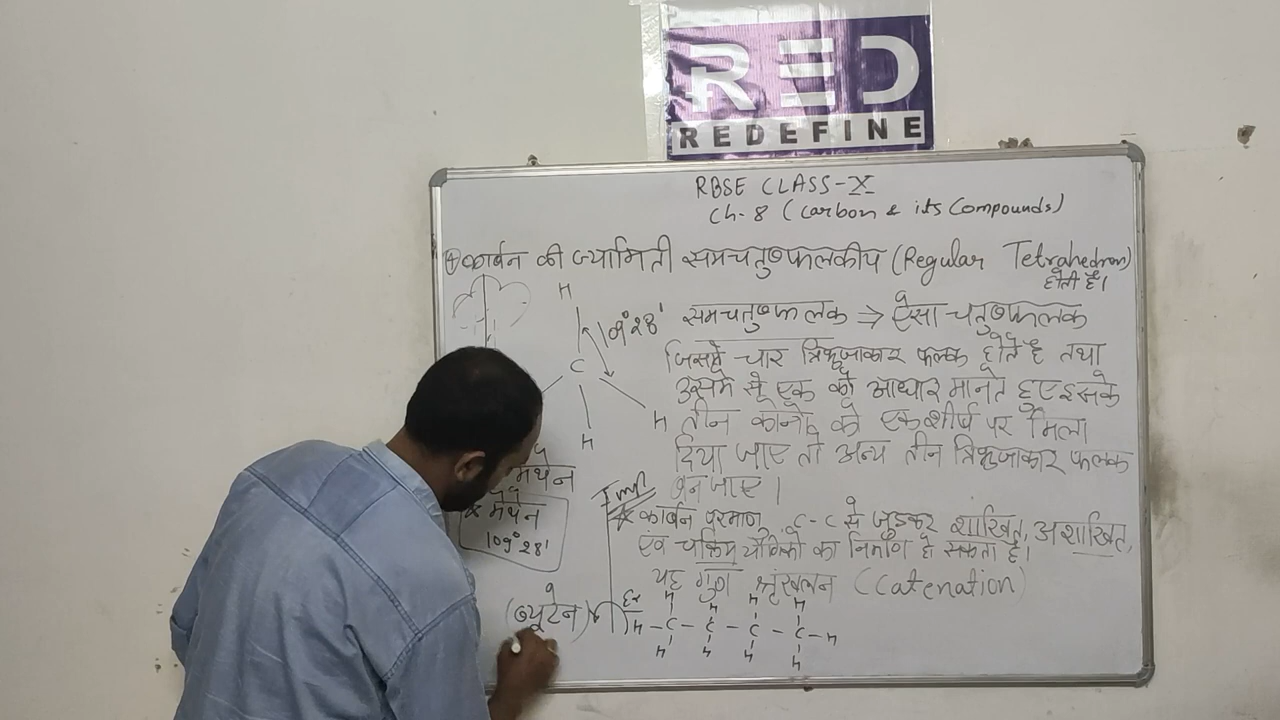 RED
REDEFINE
RBSE CLASS-X
Ch-8 (Carbon & its Compounds)
कार्बन की ज्यामिती समचतुष्फलकीय (Regular Tetrahedron)
होती है।
H
109° 28'
C
H
H
समचतुष्फलक ⇒ ऐसा चतुष्फलक
जिसमे चार त्रिभुजाकार फलक होते है तथा
उसमे से एक को आधार मानते हुए इसके
तीन कोनो को एक शीर्ष पर मिला
दिया जाए तो अन्य तीन त्रिभुजाकार फलक
बन जाए।
मेथेन
* मेथेन
109° 28'
Imp
* कार्बन परमाणु C-C से जुडकर शाखित, अशाखित,
एवं चक्रिय यौगिको का निर्माण हो सकता है।
यह गुण श्रृंखलन (Catenation)
(ब्यूटेन)
Ex
H H H H
H-C-C-C-C-H
H H H H